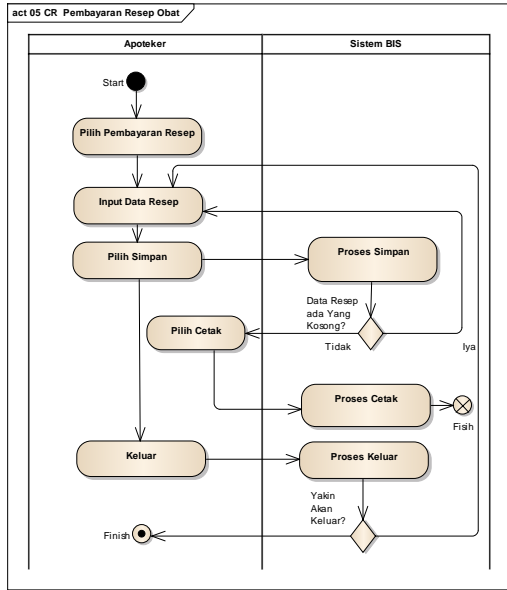 act 05 CR Pembayaran Resep Obat
Apoteker
Sistem BIS
Start
Pilih Pembayaran Resep
Input Data Resep
Pilih Simpan
Proses Simpan
Data Resep
ada Yang
Kosong?
Pilih Cetak
Tidak
Iya
Proses Cetak
Fisih
Keluar
Proses Keluar
Yakin
Akan
Keluar?
Finish